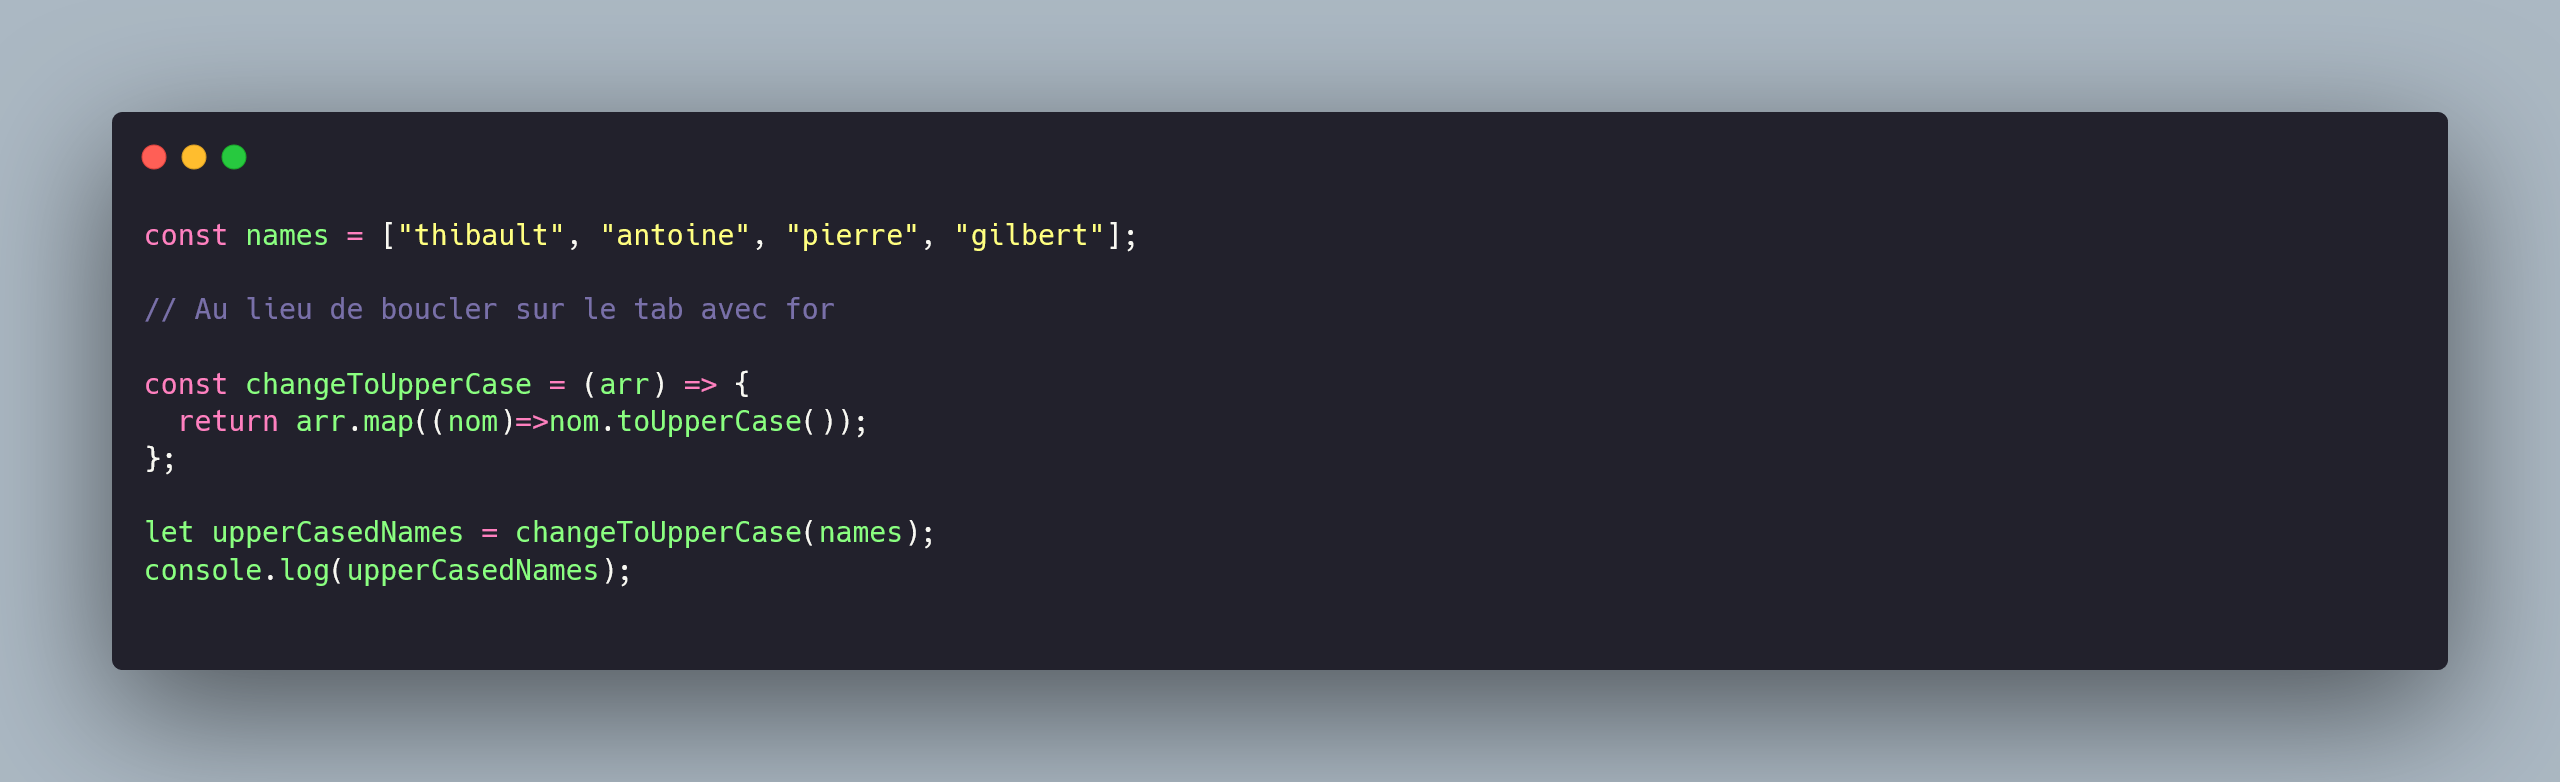 const names = ["thibault", "antoine", "pierre", "gilbert"];
// Au lieu de boucler sur le tab avec for
const changeToUpperCase = (arr) => {
  return arr.map((nom)=>nom.toUpperCase());
};
let upperCasedNames = changeToUpperCase(names);
console.log(upperCasedNames);